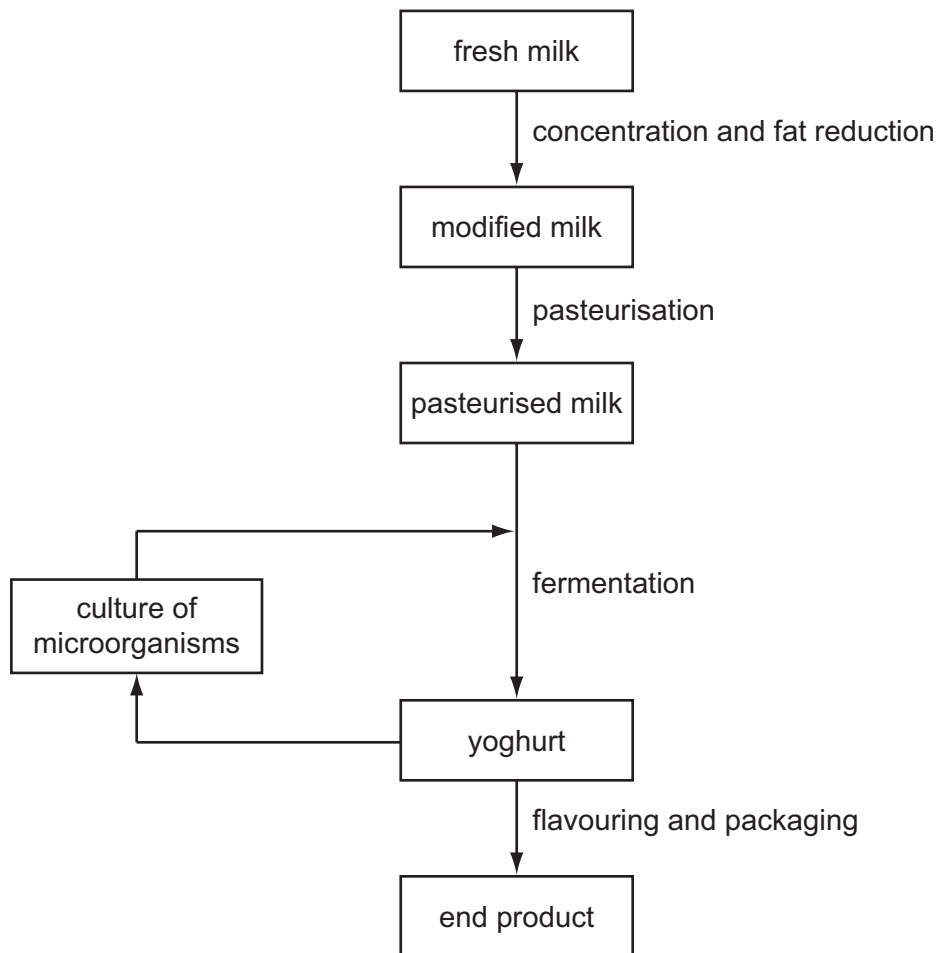 fresh milk
concentration and fat reduction
modified milk
pasteurisation
pasteurised milk
fermentation
culture of
microorganisms
yoghurt
flavouring and packaging
end product